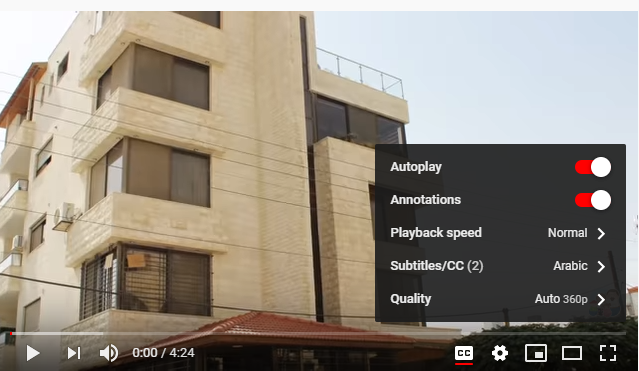 Autoplay
Annotations
Playback speed Normal
Subtitles/CC (2) Arabic
Quality Auto 360p
0:00 / 4:24 CC